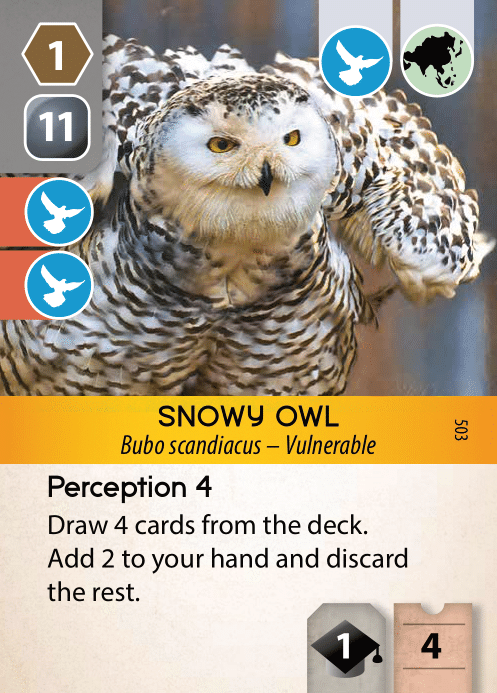 1
11
SNOWY OWL
Bubo scandiacus – Vulnerable
503
Perception 4
Draw 4 cards from the deck.
Add 2 to your hand and discard
the rest.
1
4